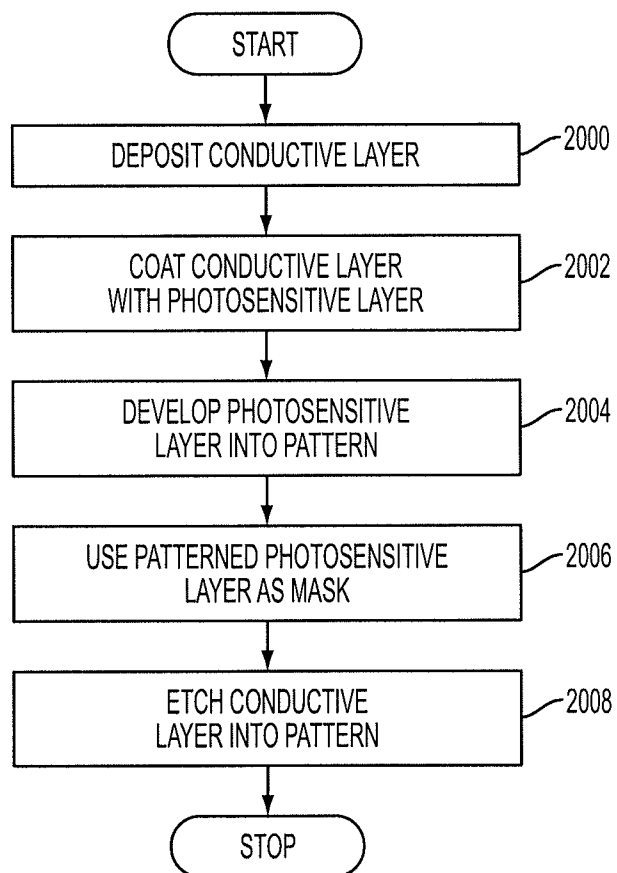 START
DEPOSIT CONDUCTIVE LAYER
2000
COAT CONDUCTIVE LAYER
WITH PHOTOSENSITIVE LAYER
2002
DEVELOP PHOTOSENSITIVE
LAYER INTO PATTERN
2004
USE PATTERNED PHOTOSENSITIVE
LAYER AS MASK
2006
ETCH CONDUCTIVE
LAYER INTO PATTERN
2008
STOP